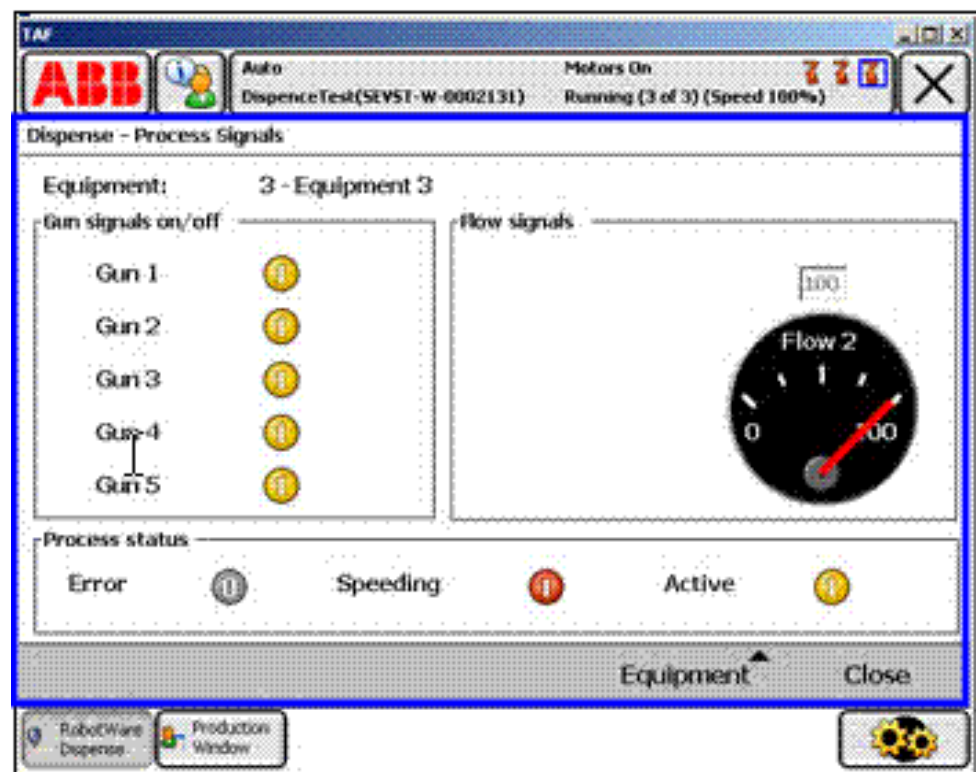 TAF
ABB
Auto
DispenceTest(SEVST-W-0002131)
Motors On
Running (3 of 3) (Speed 100%)
Dispense - Process Signals
Equipment: 3 - Equipment 3
Gun signals on/off
Gun 1
Gun 2
Gun 3
Gun 4
Gun 5
Flow signals
100
Flow 2
0
100
Process status
Error
Speeding
Active
Equipment
Close
RobotWare
Dispense
Production
Window